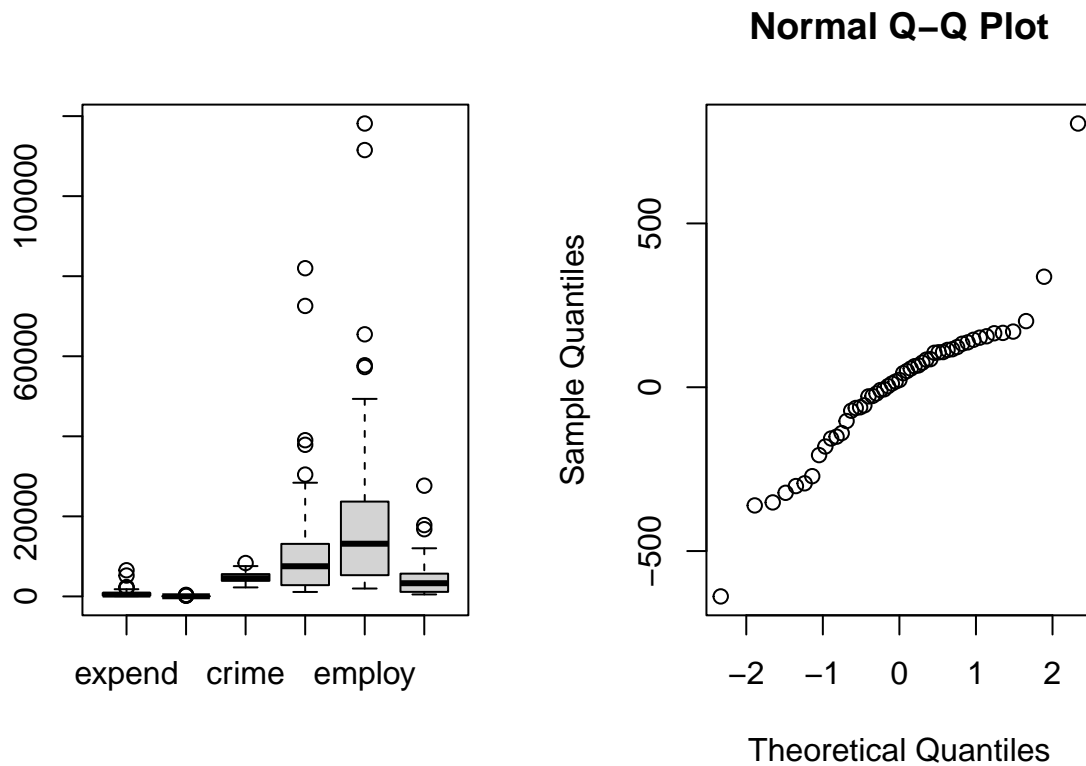 Normal Q−Q Plot
0 20000 60000 100000
expend crime employ
Sample Quantiles
−500 0 500
−2 −1 0 1 2
Theoretical Quantiles